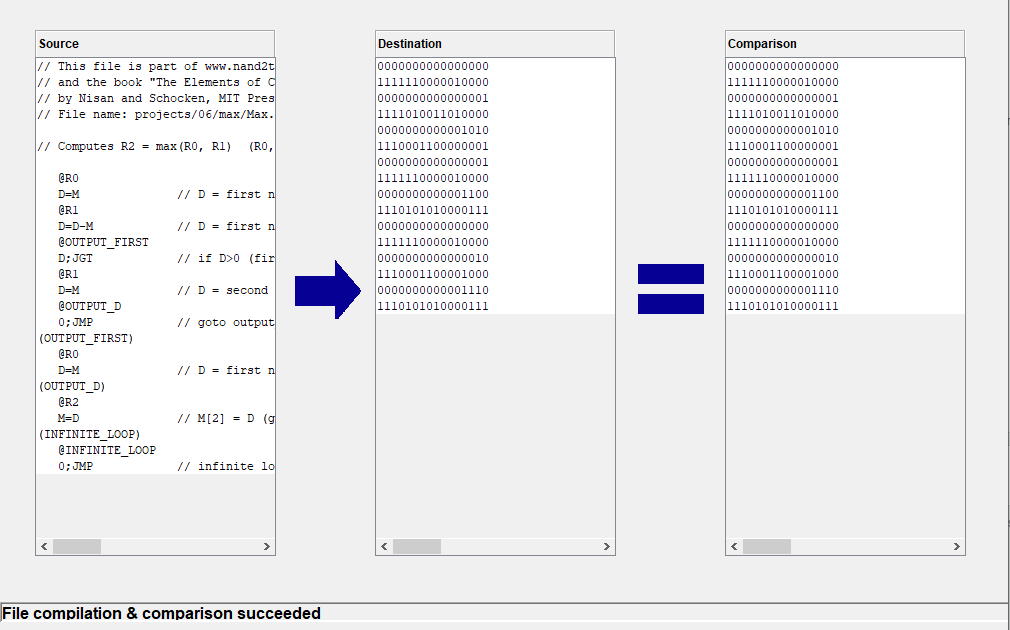 Source
// This file is part of www.nand2t
// and the book "The Elements of C
// by Nisan and Schocken, MIT Pres
// File name: projects/06/max/Max.
// Computes R2 = max(R0, R1)  (R0,
@R0
D=M // D = first n
@R1
D=D-M // D = first n
@OUTPUT_FIRST
D;JGT // if D>0 (fir
@R1
D=M // D = second
@OUTPUT_D
0;JMP // goto output
(OUTPUT_FIRST)
@R0
D=M // D = first n
(OUTPUT_D)
@R2
M=D // M[2] = D (g
(INFINITE_LOOP)
@INFINITE_LOOP
0;JMP // infinite lo
Destination
0000000000000000
1111110000010000
0000000000000001
1111010011010000
0000000000001010
1110001100000001
0000000000000001
1111110000010000
0000000000001100
1110101010000111
0000000000000000
1111110000010000
0000000000000010
1110001100001000
0000000000001110
1110101010000111
Comparison
0000000000000000
1111110000010000
0000000000000001
1111010011010000
0000000000001010
1110001100000001
0000000000000001
1111110000010000
0000000000001100
1110101010000111
0000000000000000
1111110000010000
0000000000000010
1110001100001000
0000000000001110
1110101010000111
File compilation & comparison succeeded